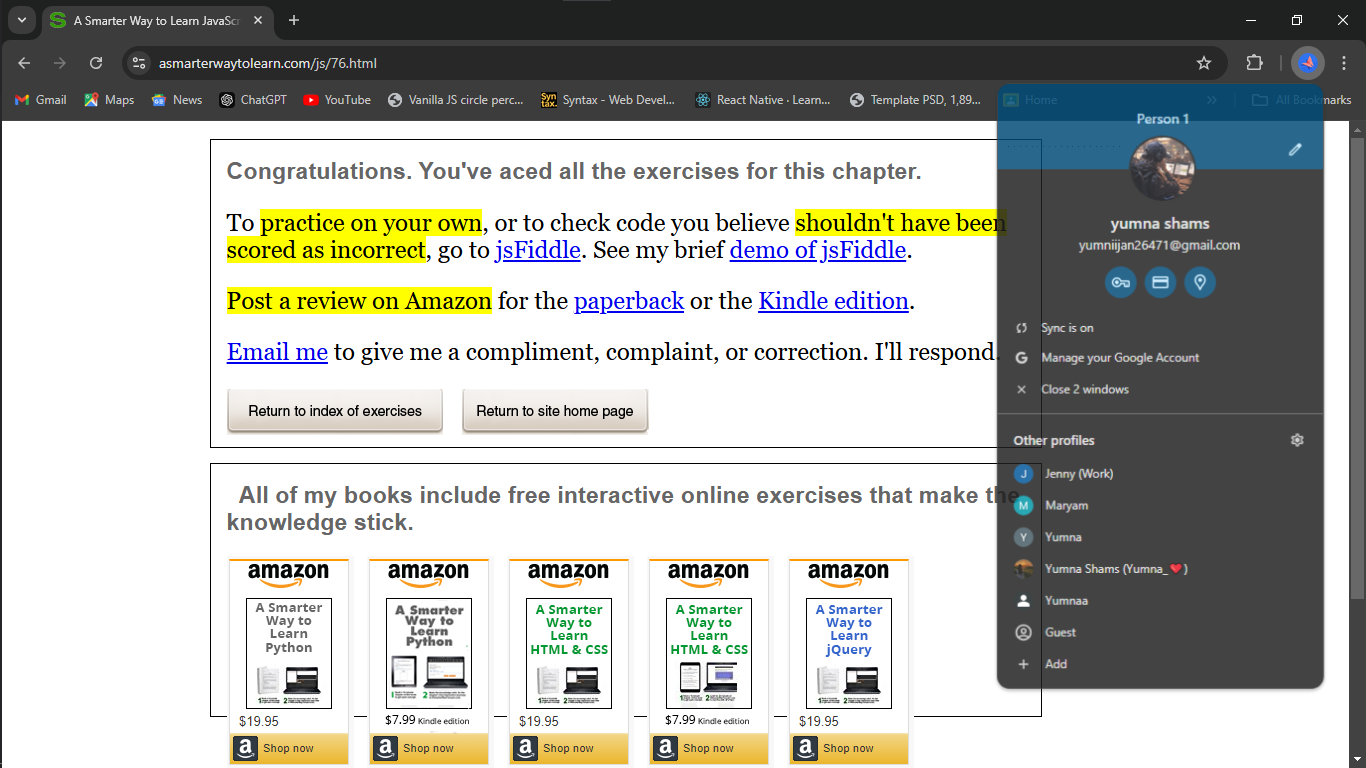 A Smarter Way to Learn JavaScr
asmarterwaytolearn.com/js/76.html
Gmail
Maps
News
ChatGPT
YouTube
Vanilla JS circle perc...
Syntax - Web Devel...
React Native · Learn...
Template PSD, 1,89...
Home
All Bookmarks
Congratulations. You've aced all the exercises for this chapter.
To practice on your own, or to check code you believe shouldn't have been
scored as incorrect, go to jsFiddle. See my brief demo of jsFiddle.
Post a review on Amazon for the paperback or the Kindle edition.
Email me to give me a compliment, complaint, or correction. I'll respond.
Return to index of exercises
Return to site home page
All of my books include free interactive online exercises that make the
knowledge stick.
amazon
A Smarter
Way to
Learn
Python
$19.95
Shop now
amazon
A Smarter
Way to
Learn
Python
$7.99 Kindle edition
Shop now
amazon
A Smarter
Way to
Learn
HTML & CSS
$19.95
Shop now
amazon
A Smarter
Way to
Learn
HTML & CSS
$7.99 Kindle edition
Shop now
amazon
A Smarter
Way to
Learn
jQuery
$19.95
Shop now
Person 1
yumna shams
yumniijan26471@gmail.com
Sync is on
Manage your Google Account
Close 2 windows
Other profiles
J Jenny (Work)
M Maryam
Y Yumna
Yumna Shams (Yumna_❤️)
Yumnaa
Guest
Add